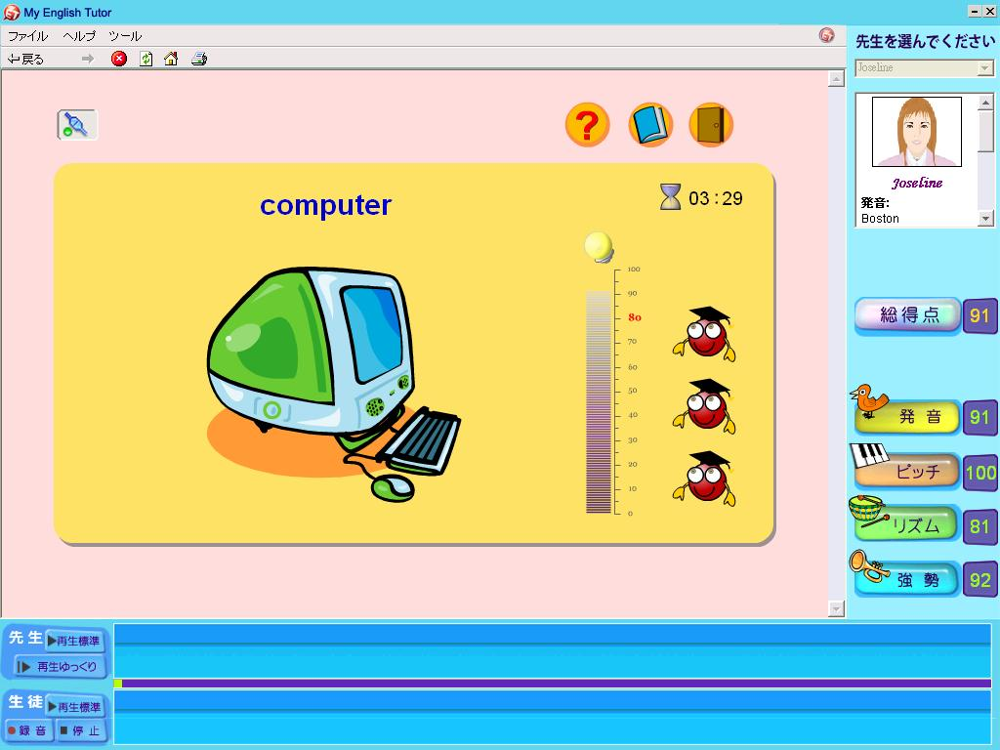 My English Tutor
ファイル ヘルプ ツール
戻る
先生を選んでください
Joseline
Joseline
発音:
Boston
computer
03 : 29
100
90
80
70
60
50
40
30
20
10
0
総得点 91
発音 91
ピッチ 100
リズム 81
強勢 92
先生 再生標準
再生ゆっくり
生徒 再生標準
録音 停止